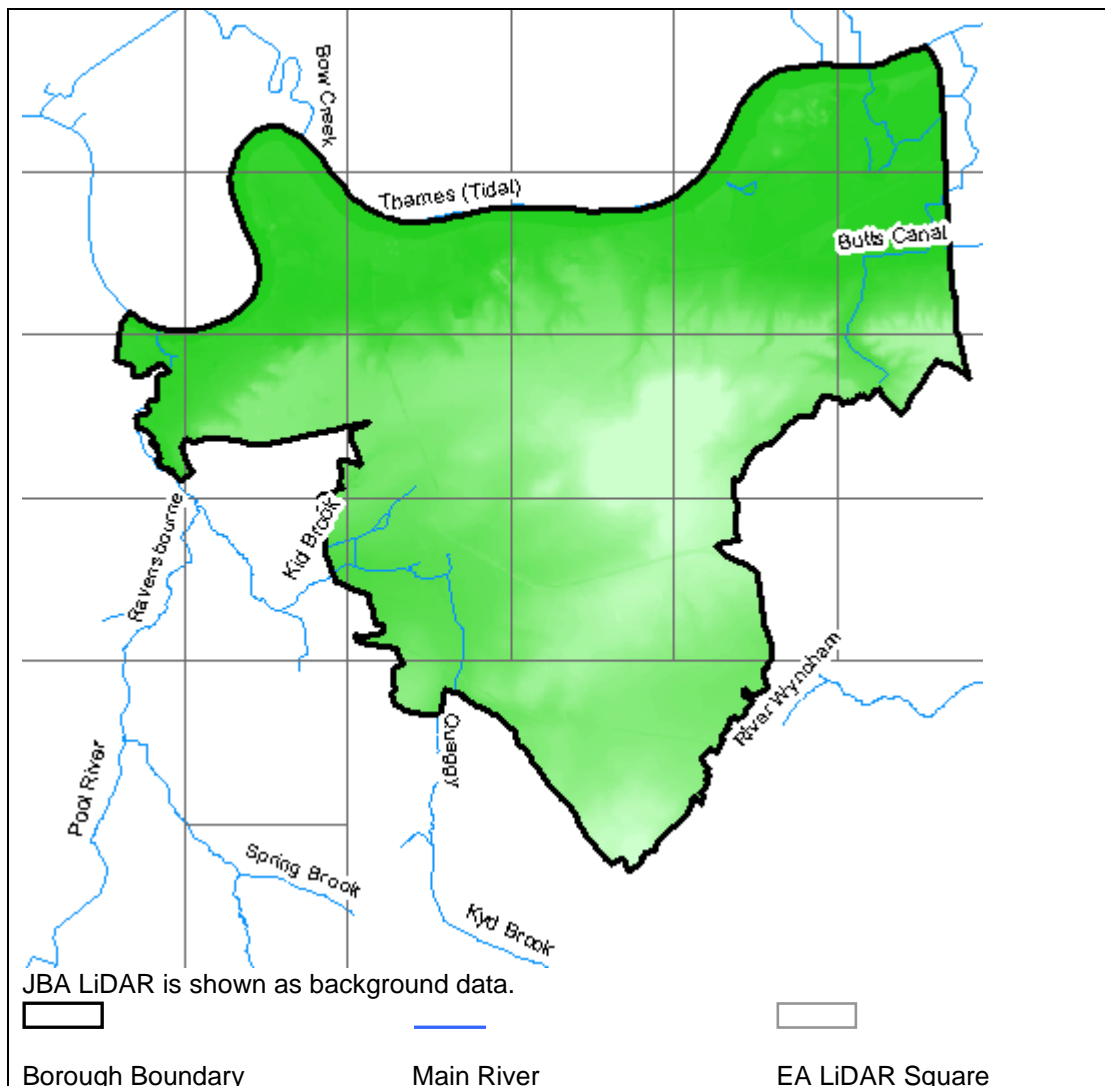 Bow Creek
Thames (Tidal)
Butts Canal
Ravensbourne
Kid Brook
River Wyncham
Quaggy
Pool River
Spring Brook
Kyd Brook
JBA LiDAR is shown as background data.
Borough Boundary Main River EA LiDAR Square